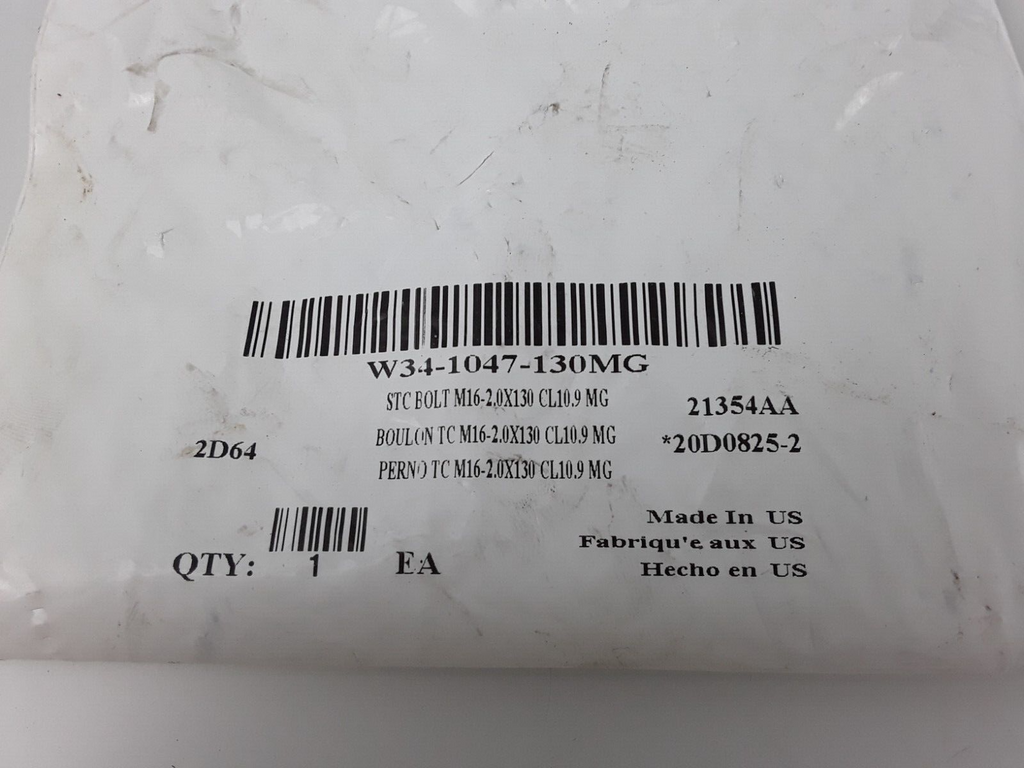 W34-1047-130MG
STC BOLT M16-2.0X130 CL10.9 MG
21354AA
BOULON TC M16-2.0X130 CL10.9 MG
*20D0825-2
2D64
PERNO TC M16-2.0X130 CL10.9 MG
Made In US
Fabriqu'e aux US
QTY: 1 EA
Hecho en US